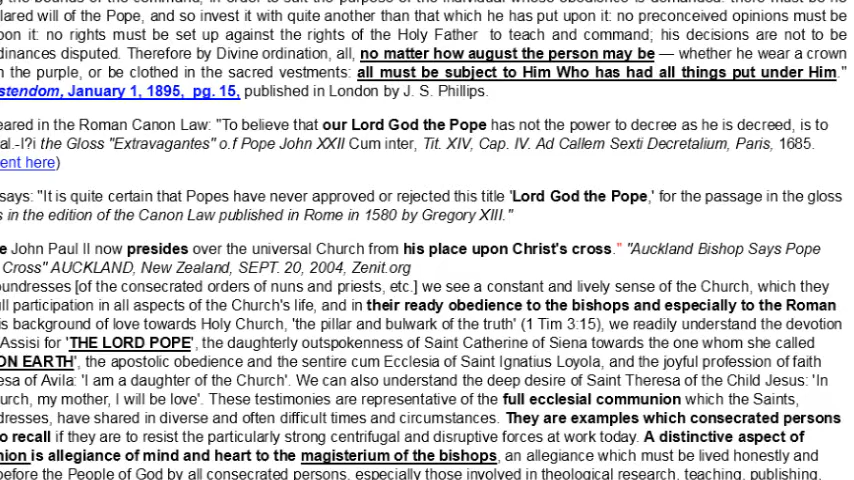 g the bounds of the command, in order to suit the purpose of the individual whose obedience is demanded: there must be no
lared will of the Pope, and so invest it with quite another than that which he has put upon it: no preconceived opinions must be
pon it: no rights must be set up against the rights of the Holy Father to teach and command; his decisions are not to be
dinances disputed. Therefore by Divine ordination, all, no matter how august the person may be — whether he wear a crown
n the purple, or be clothed in the sacred vestments: all must be subject to Him Who has had all things put under Him."
stendom, January 1, 1895, pg. 15, published in London by J. S. Phillips.
eared in the Roman Canon Law: "To believe that our Lord God the Pope has not the power to decree as he is decreed, is to
al.-I?i the Gloss "Extravagantes" o.f Pope John XXII Cum inter, Tit. XIV, Cap. IV. Ad Callem Sexti Decretalium, Paris, 1685.
ent here)
says: "It is quite certain that Popes have never approved or rejected this title 'Lord God the Pope,' for the passage in the gloss
s in the edition of the Canon Law published in Rome in 1580 by Gregory XIII."
e John Paul II now presides over the universal Church from his place upon Christ's cross." "Auckland Bishop Says Pope
Cross" AUCKLAND, New Zealand, SEPT. 20, 2004, Zenit.org
oundresses [of the consecrated orders of nuns and priests, etc.] we see a constant and lively sense of the Church, which they
ull participation in all aspects of the Church's life, and in their ready obedience to the bishops and especially to the Roman
is background of love towards Holy Church, 'the pillar and bulwark of the truth' (1 Tim 3:15), we readily understand the devotion
Assisi for 'THE LORD POPE', the daughterly outspokenness of Saint Catherine of Siena towards the one whom she called
ON EARTH', the apostolic obedience and the sentire cum Ecclesia of Saint Ignatius Loyola, and the joyful profession of faith
esa of Avila: 'I am a daughter of the Church'. We can also understand the deep desire of Saint Theresa of the Child Jesus: 'In
urch, my mother, I will be love'. These testimonies are representative of the full ecclesial communion which the Saints,
dresses, have shared in diverse and often difficult times and circumstances. They are examples which consecrated persons
o recall if they are to resist the particularly strong centrifugal and disruptive forces at work today. A distinctive aspect of
nion is allegiance of mind and heart to the magisterium of the bishops, an allegiance which must be lived honestly and
before the People of God by all consecrated persons, especially those involved in theological research, teaching, publishing,